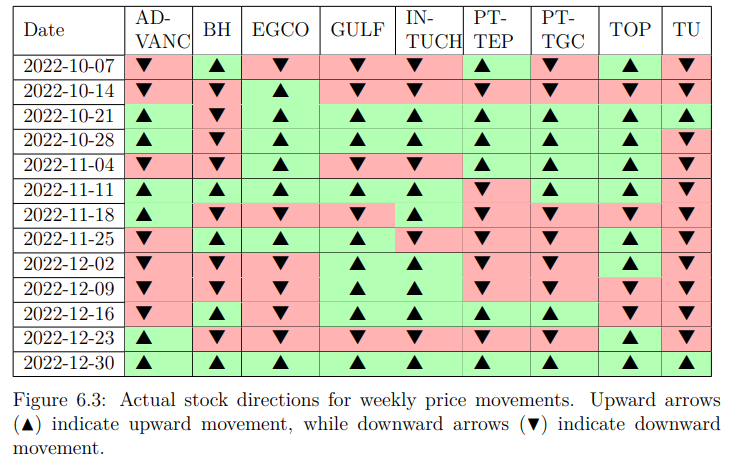 Date AD-VANC BH EGCO GULF IN-TUCH PT-TEP PT-TGC TOP TU
2022-10-07 ▼ ▲ ▼ ▼ ▼ ▲ ▼ ▲ ▼
2022-10-14 ▼ ▼ ▲ ▼ ▼ ▼ ▼ ▼ ▼
2022-10-21 ▲ ▼ ▲ ▲ ▲ ▲ ▲ ▲ ▲
2022-10-28 ▲ ▼ ▲ ▲ ▲ ▲ ▲ ▲ ▼
2022-11-04 ▼ ▼ ▲ ▼ ▼ ▲ ▲ ▲ ▼
2022-11-11 ▲ ▲ ▲ ▲ ▲ ▼ ▲ ▲ ▼
2022-11-18 ▲ ▼ ▼ ▼ ▲ ▼ ▼ ▼ ▼
2022-11-25 ▼ ▲ ▲ ▲ ▼ ▼ ▼ ▲ ▼
2022-12-02 ▼ ▼ ▼ ▲ ▲ ▼ ▼ ▲ ▼
2022-12-09 ▼ ▼ ▼ ▲ ▲ ▼ ▼ ▼ ▼
2022-12-16 ▼ ▲ ▼ ▲ ▲ ▲ ▲ ▼ ▼
2022-12-23 ▲ ▼ ▼ ▼ ▼ ▼ ▼ ▲ ▼
2022-12-30 ▲ ▲ ▲ ▲ ▲ ▲ ▲ ▲ ▲
Figure 6.3: Actual stock directions for weekly price movements. Upward arrows
(▲) indicate upward movement, while downward arrows (▼) indicate downward
movement.